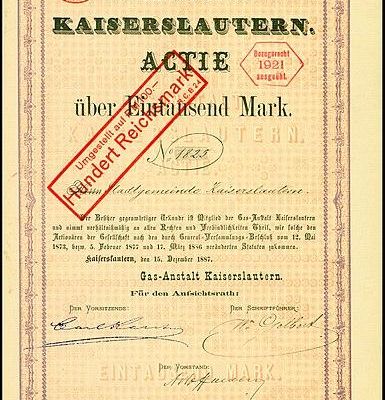 KAISERSLAUTERN.
ACTIE
Bezugsrecht
1921
ausgeübt.
über Eintausend Mark.
Umgestellt auf
Hundert Reichsmark
KAISERSLAUTERN.
No 1825
Stadtgemeinde Kaiserslautern.
Der Besitzer gegenwärtiger Urkunde ist Mitglied der Gas-Anstalt Kaiserslautern
und nimmt verhältnißmäßig an allen Rechten und Verbindlichkeiten Theil, wie solche den
Actionären der Gesellschaft nach den durch General-Versammlungs-Beschluß vom 12. Mai
1873, bezw. 5. Februar 1877 und 17. März 1886 veränderten Statuten zukommen.
Kaiserslautern, den 15. Dezember 1887.
Gas-Anstalt Kaiserslautern.
Für den Aufsichtsrath:
DER VORSITZENDE:
DER SCHRIFTFÜHRER:
DER VORSTAND:
EINTAUSEND MARK.